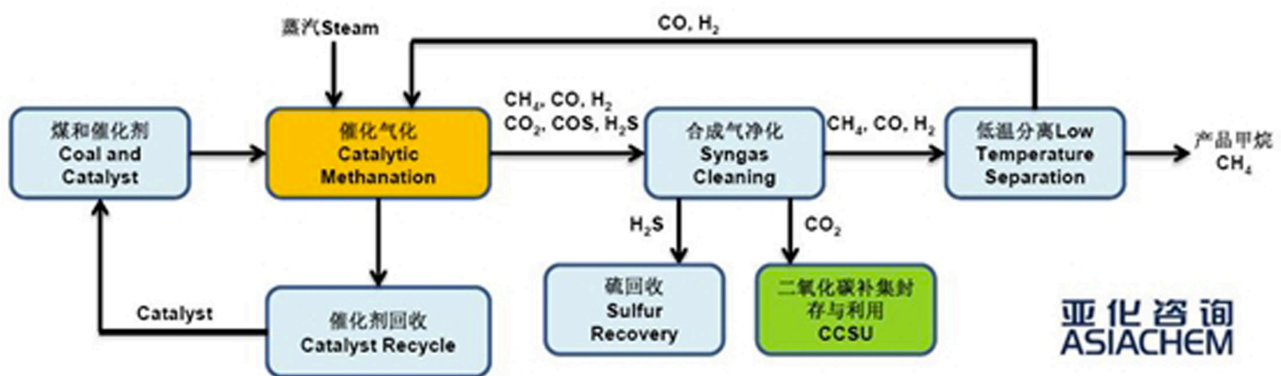 蒸汽Steam
CO, H₂
煤和催化剂
Coal and
Catalyst
催化气化
Catalytic
Methanation
CH₄, CO, H₂
CO₂, COS, H₂S
合成气净化
Syngas
Cleaning
CH₄, CO, H₂
低温分离Low
Temperature
Separation
产品甲烷
CH₄
H₂S
CO₂
Catalyst
催化剂回收
Catalyst Recycle
硫回收
Sulfur
Recovery
二氧化碳补集封
存与利用
CCSU
亚化咨询
ASIACHEM